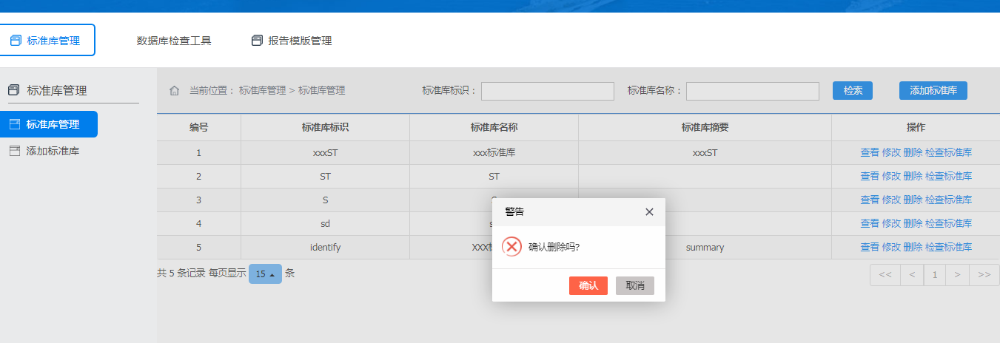 标准库管理 数据库检查工具 报告模版管理
标准库管理
标准库管理
添加标准库
当前位置： 标准库管理 > 标准库管理 标准库标识： 标准库名称： 检索 添加标准库
编号 标准库标识 标准库名称 标准库摘要 操作
1 xxxST xxx标准库 xxxST 查看 修改 删除 检查标准库
2 ST ST 查看 修改 删除 检查标准库
3 S 查看 修改 删除 检查标准库
4 sd 查看 修改 删除 检查标准库
5 identify summary 查看 修改 删除 检查标准库
共 5 条记录 每页显示 15 条 << < 1 > >>
警告
确认删除吗?
确认 取消